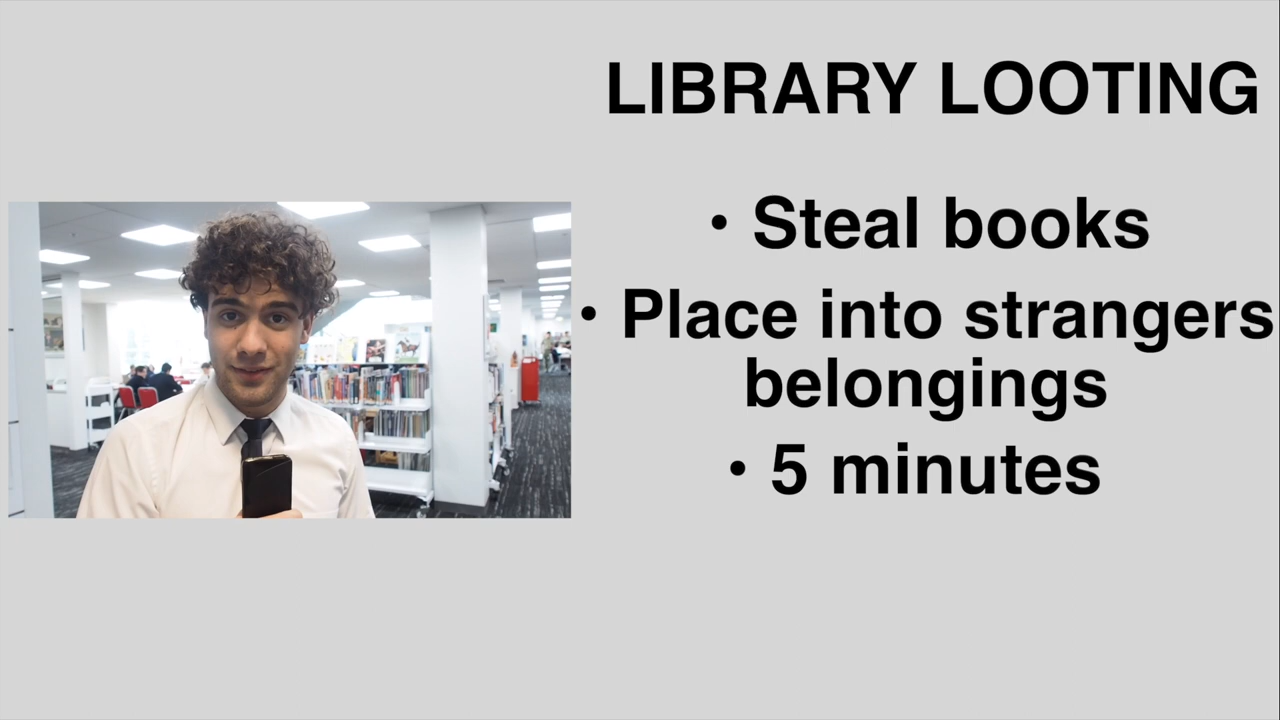 LIBRARY LOOTING
• Steal books
• Place into strangers
belongings
• 5 minutes